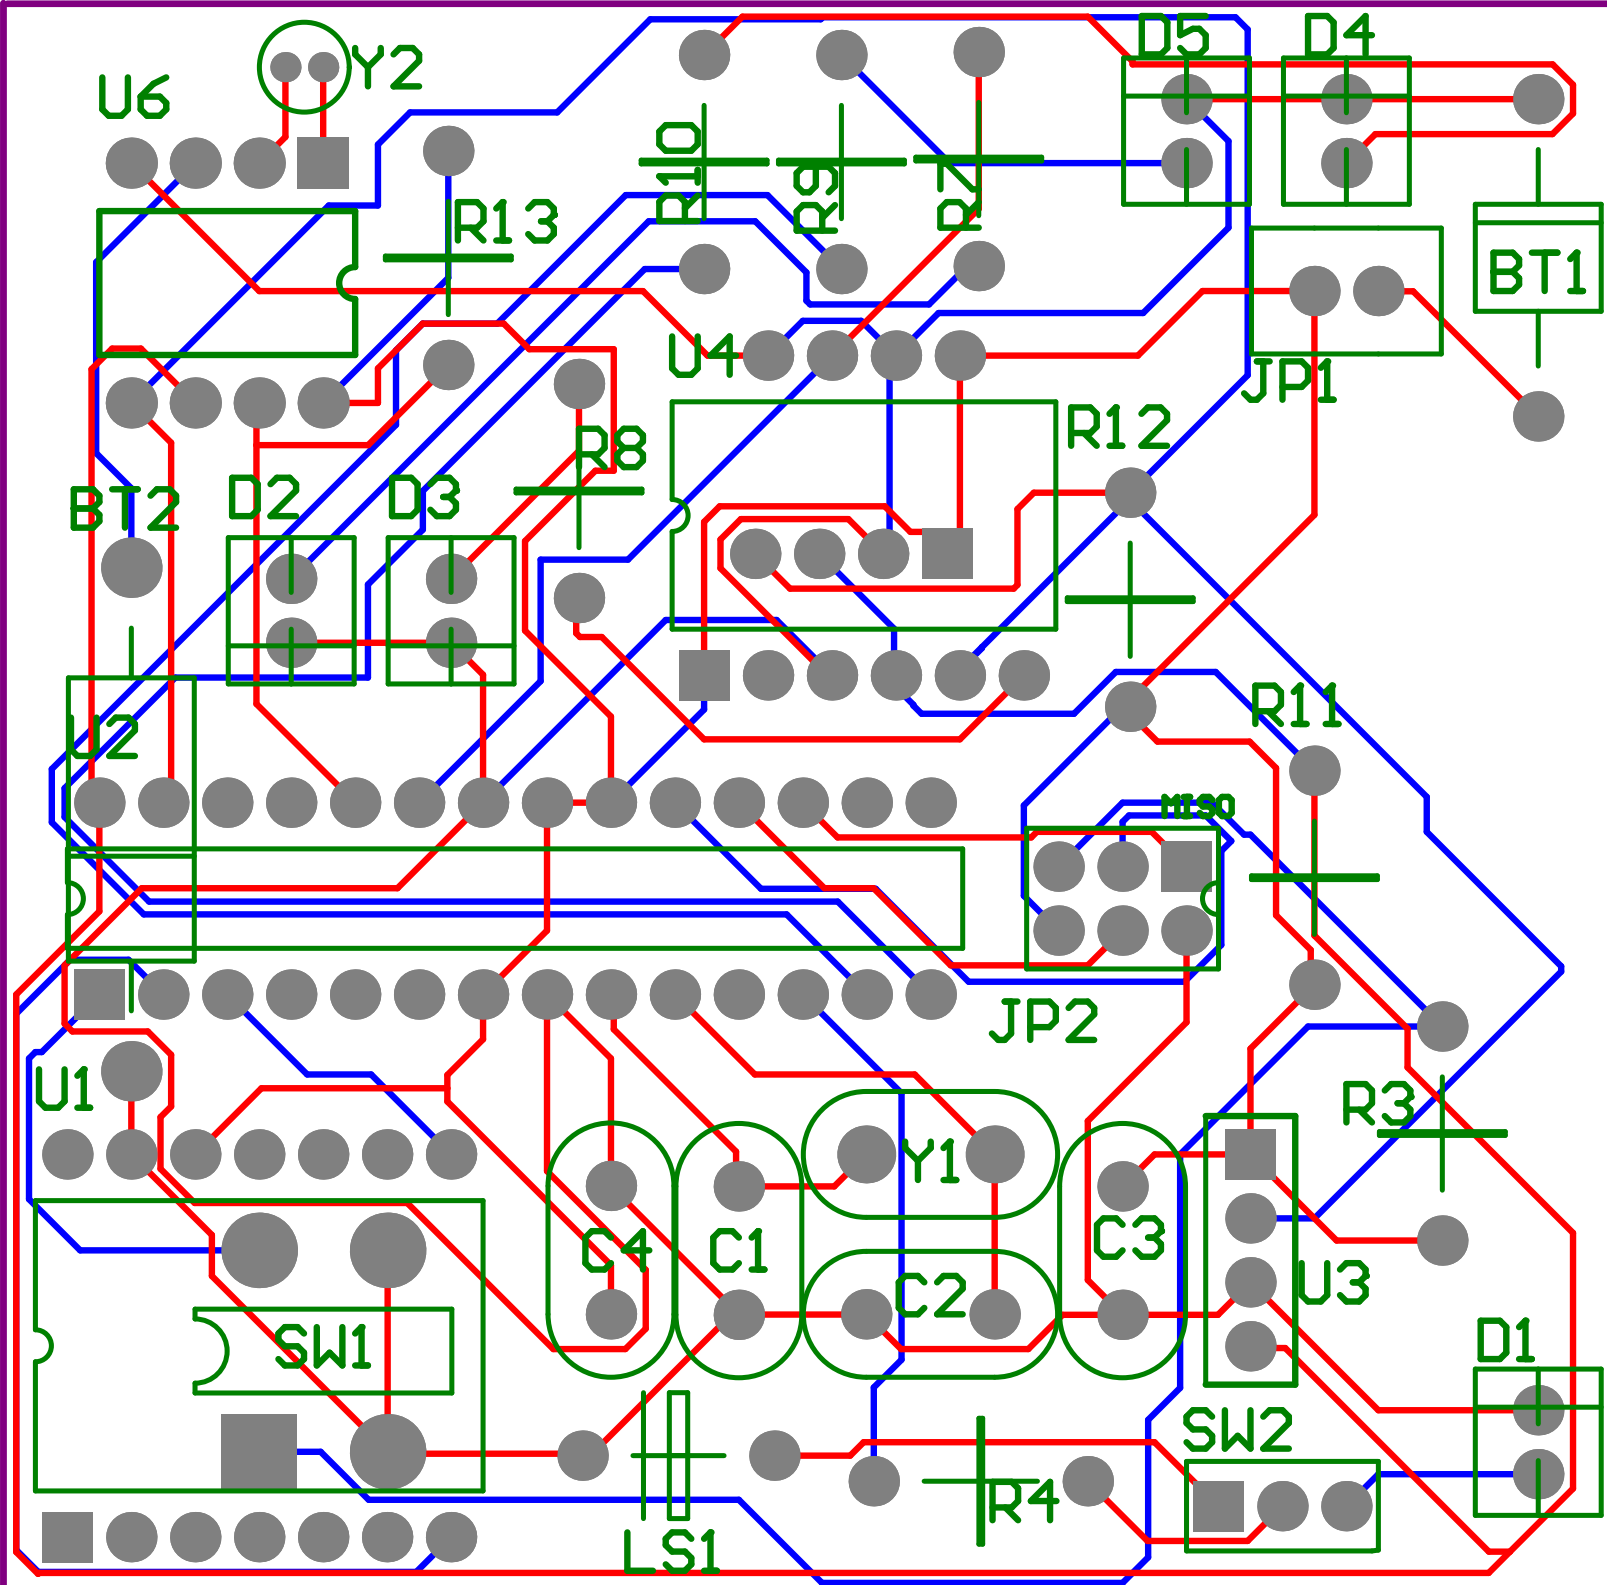 D5
D4
Y2
U6
R10
R9
R7
R13
BT1
U4
JP1
R12
R8
BT2
D2
D3
R11
U2
MISO
JP2
U1
R3
Y1
C4
C1
C3
C2
U3
SW1
D1
SW2
R4
LS1